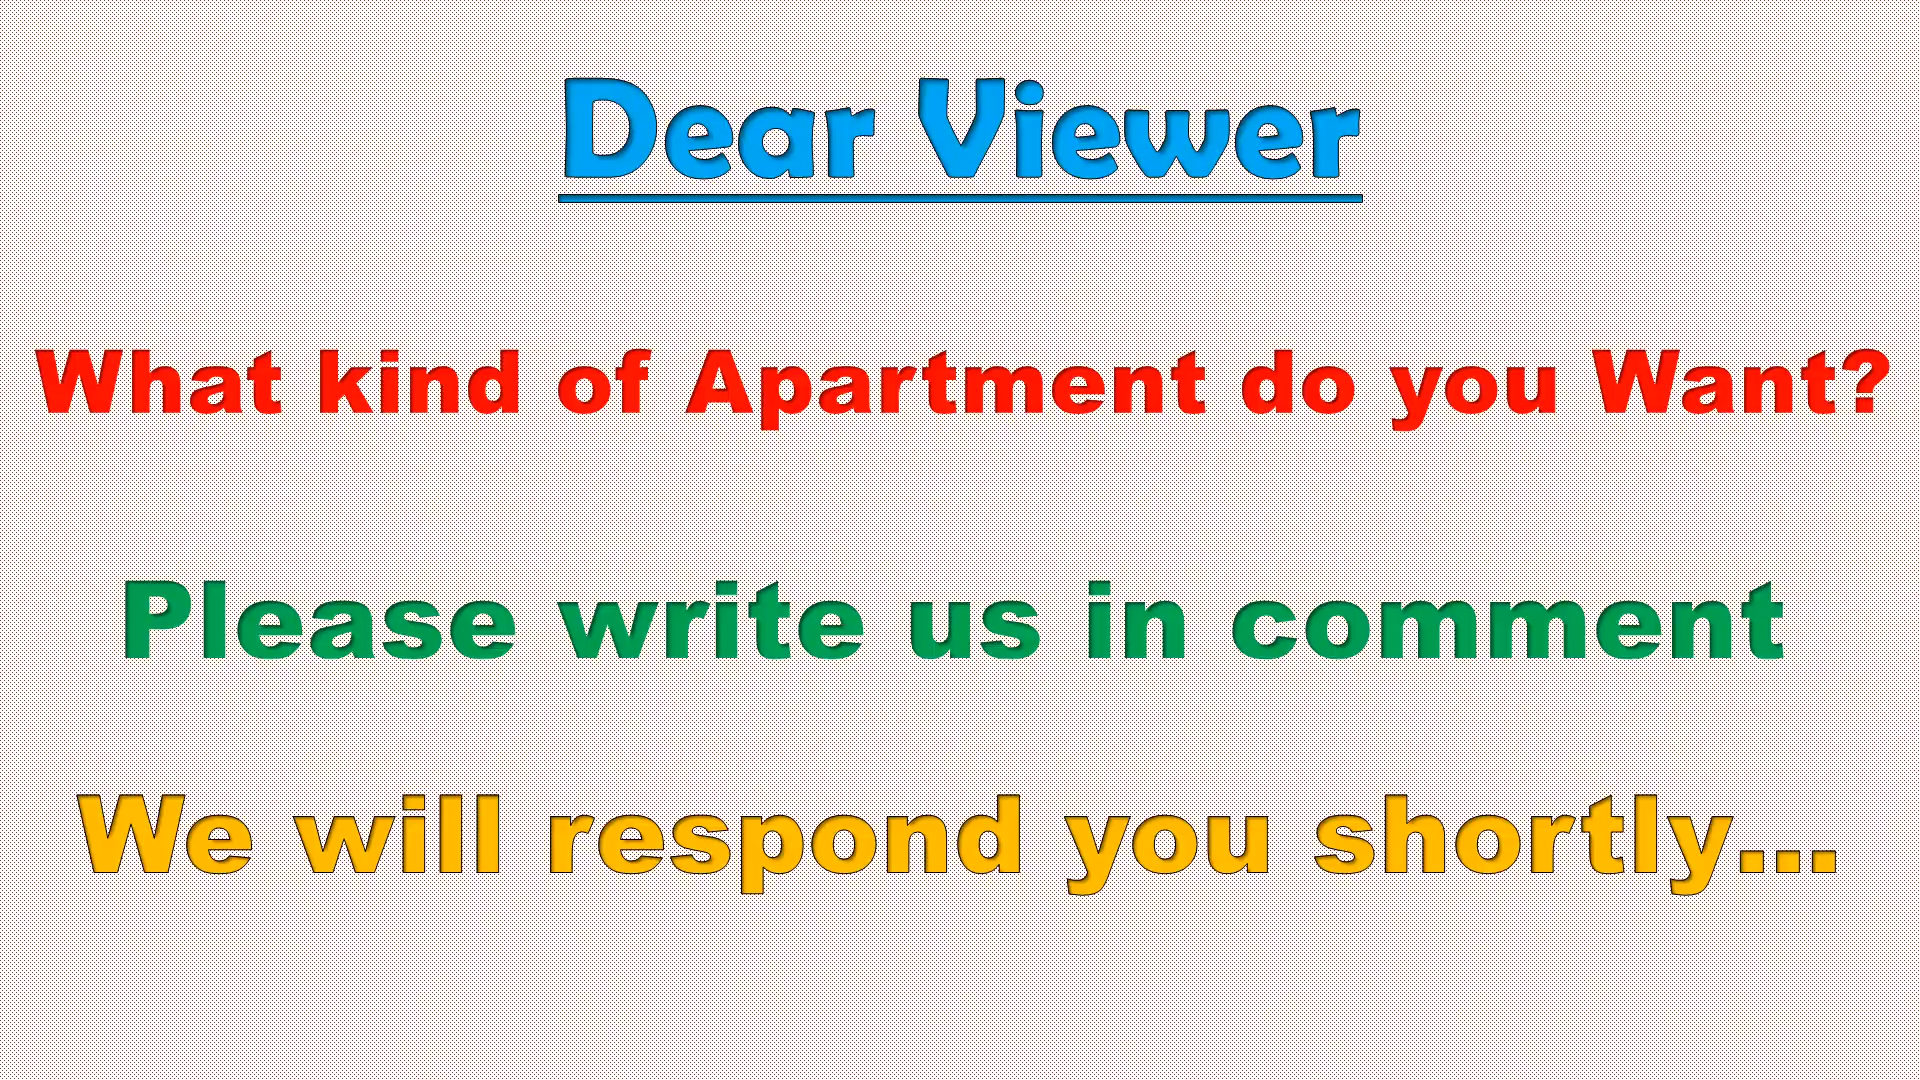 Dear Viewer
What kind of Apartment do you Want?
Please write us in comment
We will respond you shortly...